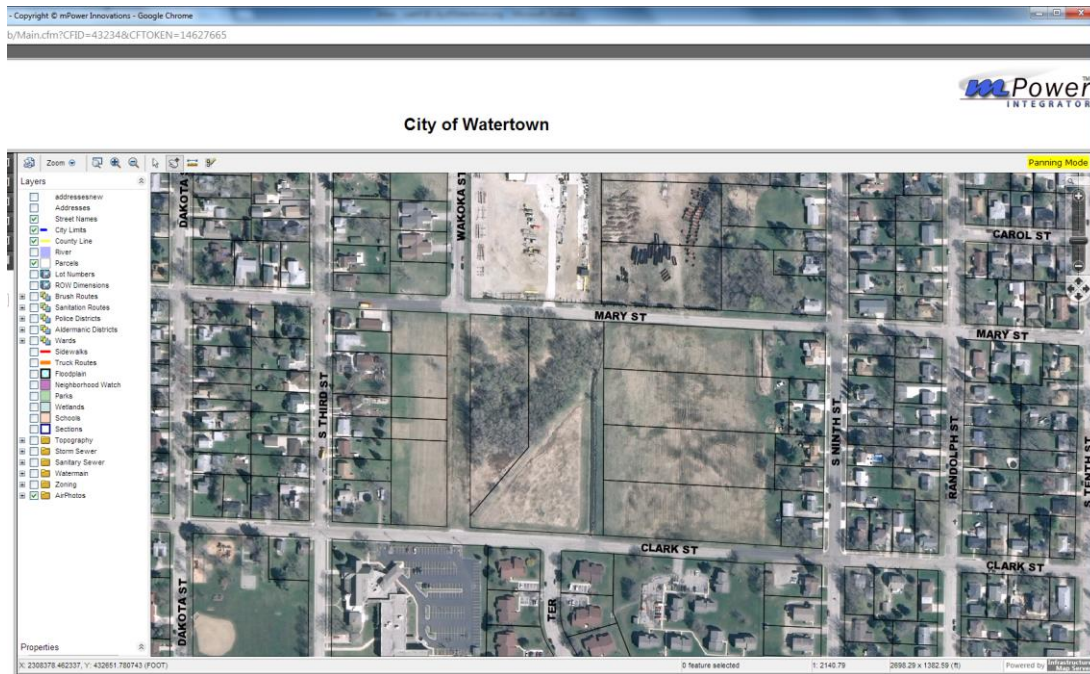 - Copyright © mPower Innovations - Google Chrome
b/Main.cfm?CFID=43234&CFTOKEN=14627665
mPower TM
INTEGRATOR
City of Watertown
Zoom
Panning Mode
Layers
addressesnew
Addresses
Street Names
City Limits
County Line
River
Parcels
Lot Numbers
ROW Dimensions
Brush Routes
Sanitation Routes
Police Districts
Aldermanic Districts
Wards
Sidewalks
Truck Routes
Floodplain
Neighborhood Watch
Parks
Wetlands
Schools
Sections
Topography
Storm Sewer
Sanitary Sewer
Watermain
Zoning
AirPhotos
DAKOTA
WAKOKA ST
CAROL ST
MARY ST
MARY ST
S THIRD ST
S NINTH ST
RANDOLPH ST
S TENTH ST
CLARK ST
CLARK ST
DAKOTA ST
TER
Properties
X: 2308378.462337, Y: 432651.780743 (FOOT)
0 feature selected
1: 2140.79
2698.29 x 1382.59 (ft)
Powered by
Infrastructure
Map Server